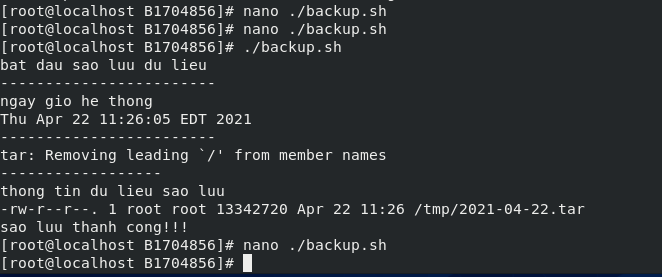 [root@localhost B1704856]# nano ./backup.sh
[root@localhost B1704856]# nano ./backup.sh
[root@localhost B1704856]# ./backup.sh
bat dau sao luu du lieu
------------------------
ngay gio he thong
Thu Apr 22 11:26:05 EDT 2021
------------------------
tar: Removing leading `/' from member names
------------------
thong tin du lieu sao luu
-rw-r--r--. 1 root root 13342720 Apr 22 11:26 /tmp/2021-04-22.tar
sao luu thanh cong!!!
[root@localhost B1704856]# nano ./backup.sh
[root@localhost B1704856]#